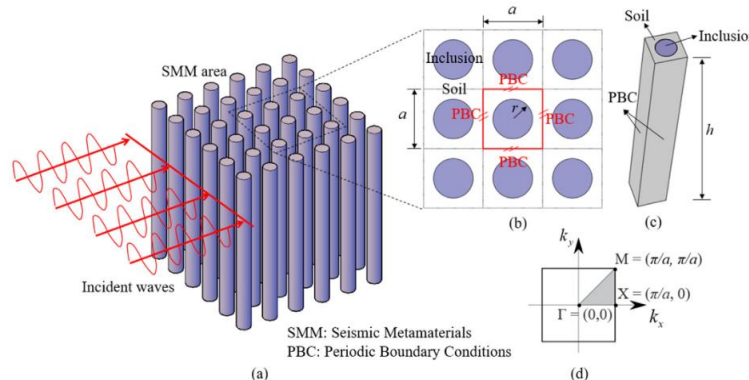 SMM area
Incident waves
SMM: Seismic Metamaterials
PBC: Periodic Boundary Conditions
(a)
a
a
Inclusion
Soil
PBC
PBC
r
PBC
PBC
(b)
Soil
Inclusion
PBC
h
(c)
k_y
M = (π/a, π/a)
X = (π/a, 0)
Γ = (0,0)
k_x
(d)